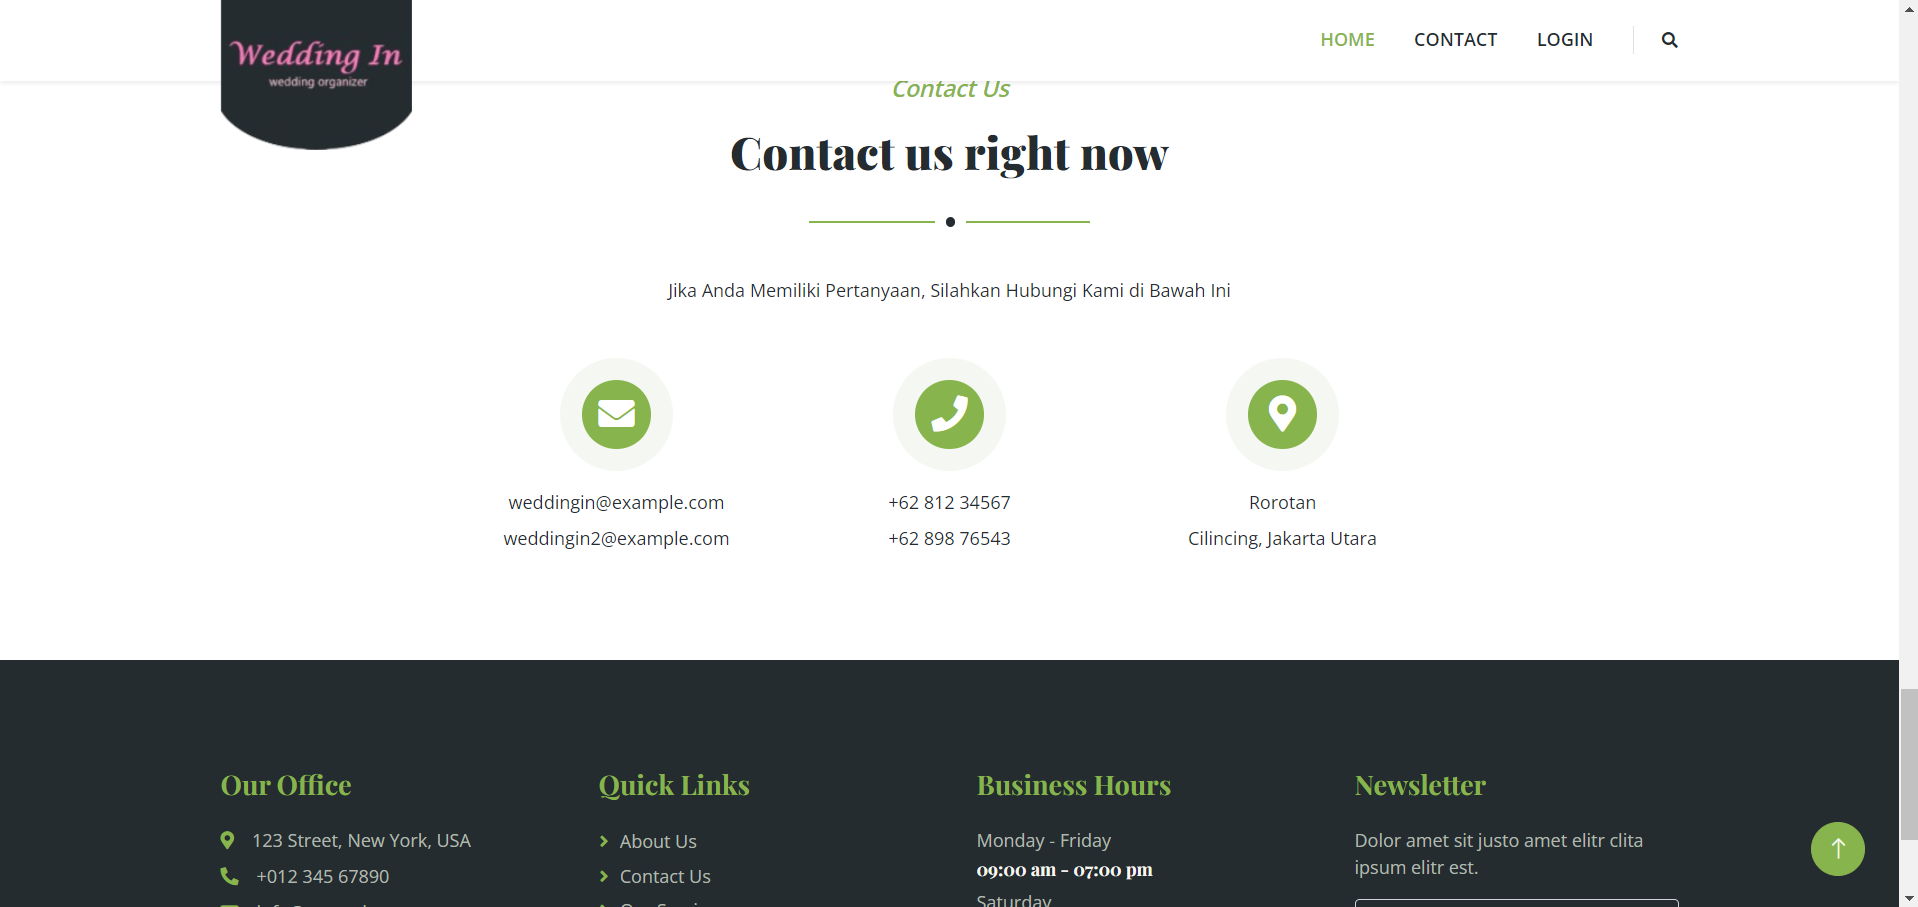 Wedding In
wedding organizer
HOME
CONTACT
LOGIN
Contact Us
Contact us right now
Jika Anda Memiliki Pertanyaan, Silahkan Hubungi Kami di Bawah Ini
weddingin@example.com
weddingin2@example.com
+62 812 34567
+62 898 76543
Rorotan
Cilincing, Jakarta Utara
Our Office
123 Street, New York, USA
+012 345 67890
Quick Links
About Us
Contact Us
Business Hours
Monday - Friday
09:00 am - 07:00 pm
Saturday
Newsletter
Dolor amet sit justo amet elitr clita
ipsum elitr est.